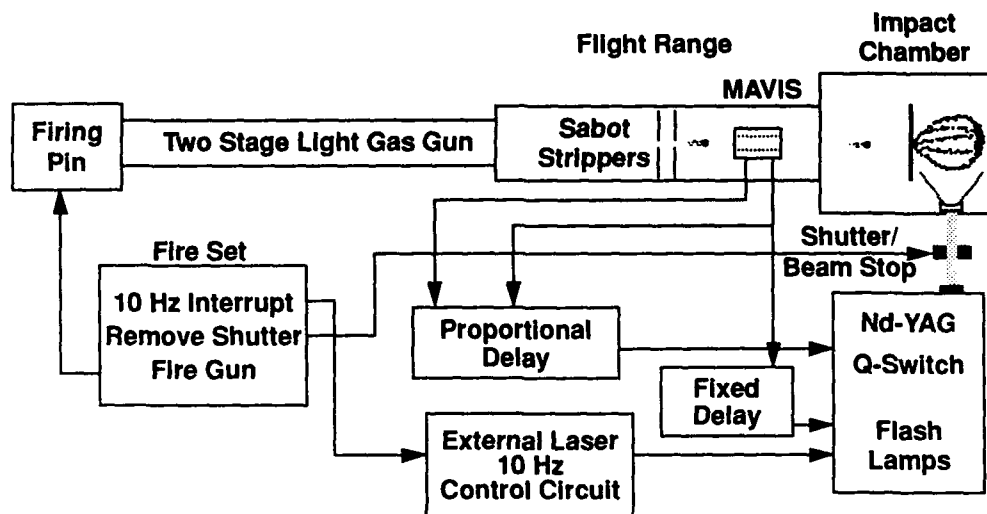 Impact
Chamber
Flight Range
MAVIS
Firing
Pin
Two Stage Light Gas Gun
Sabot
Strippers
Shutter/
Beam Stop
Fire Set
10 Hz Interrupt
Remove Shutter
Fire Gun
Proportional
Delay
Fixed
Delay
External Laser
10 Hz
Control Circuit
Nd-YAG
Q-Switch
Flash
Lamps